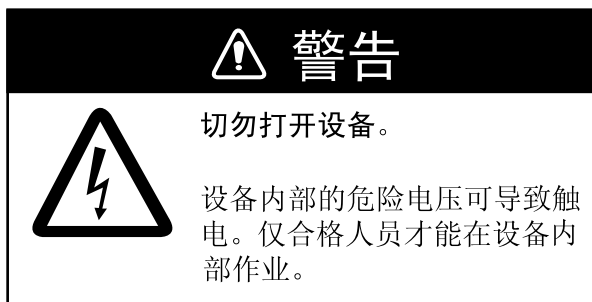 警告
切勿打开设备。
设备内部的危险电压可导致触
电。仅合格人员才能在设备内
部作业。